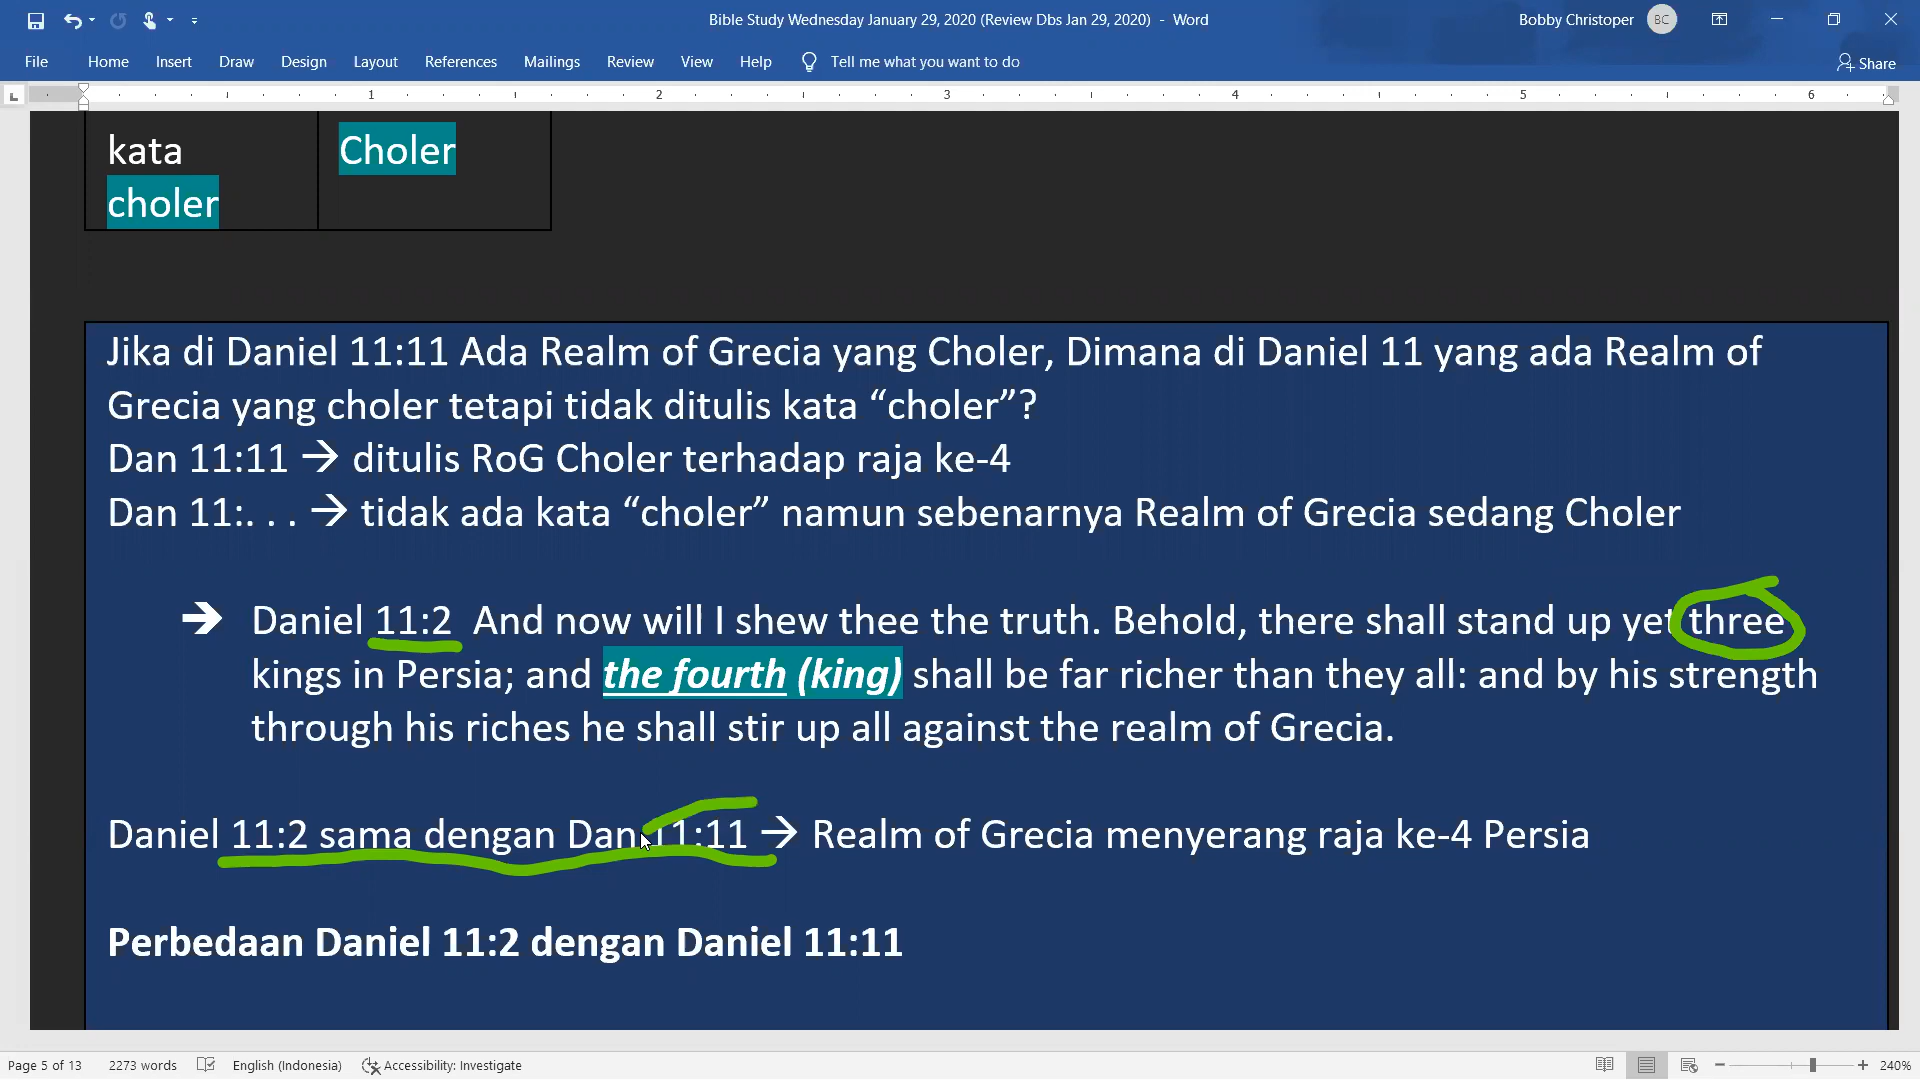 Bible Study Wednesday January 29, 2020 (Review Dbs Jan 29, 2020) - Word
Bobby Christoper BC
File Home Insert Draw Design Layout References Mailings Review View Help Tell me what you want to do Share
1 2 3 4 5 6
kata Choler
choler
Jika di Daniel 11:11 Ada Realm of Grecia yang Choler, Dimana di Daniel 11 yang ada Realm of
Grecia yang choler tetapi tidak ditulis kata “choler”?
Dan 11:11 → ditulis RoG Choler terhadap raja ke-4
Dan 11:. . . → tidak ada kata “choler” namun sebenarnya Realm of Grecia sedang Choler
➔ Daniel 11:2 And now will I shew thee the truth. Behold, there shall stand up yet three
kings in Persia; and the fourth (king) shall be far richer than they all: and by his strength
through his riches he shall stir up all against the realm of Grecia.
Daniel 11:2 sama dengan Dan 11:11 → Realm of Grecia menyerang raja ke-4 Persia
Perbedaan Daniel 11:2 dengan Daniel 11:11
Page 5 of 13 2273 words English (Indonesia) Accessibility: Investigate 240%